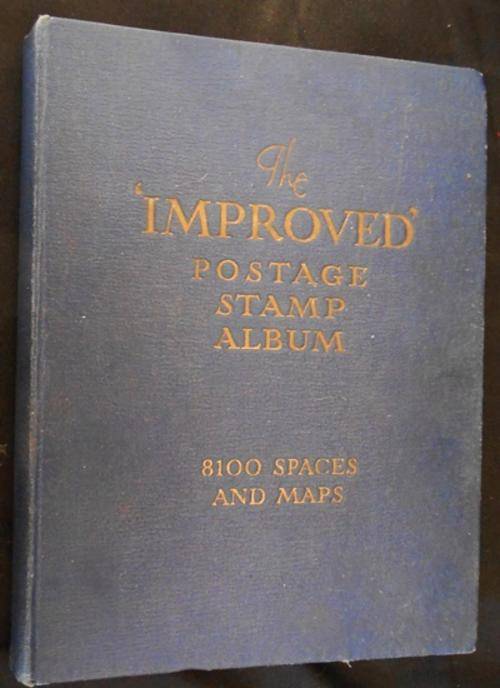 The
'IMPROVED'
POSTAGE
STAMP
ALBUM
8100 SPACES
AND MAPS